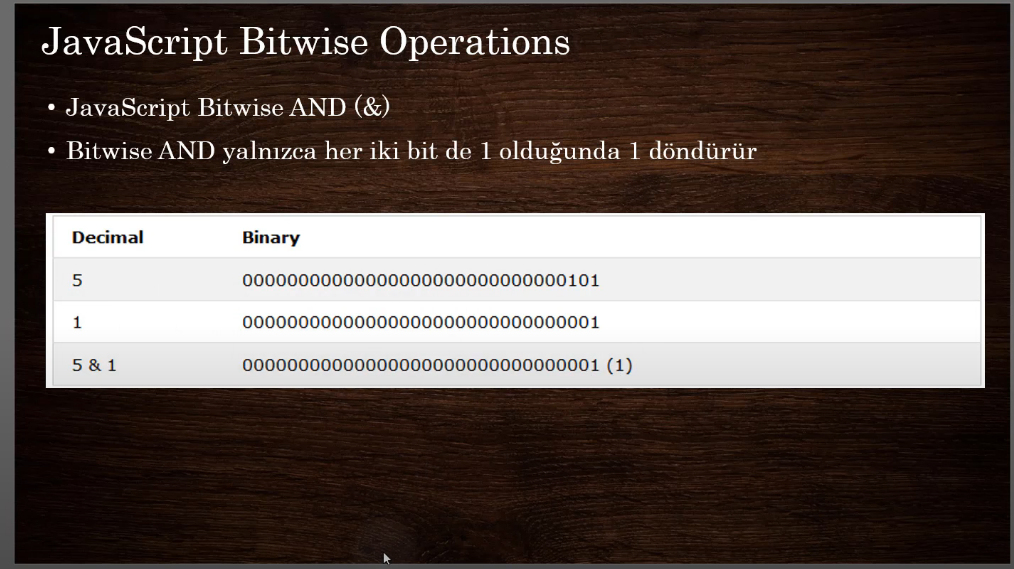 JavaScript Bitwise Operations
• JavaScript Bitwise AND (&)
• Bitwise AND yalnızca her iki bit de 1 olduğunda 1 döndürür
Decimal Binary
5 00000000000000000000000000000101
1 00000000000000000000000000000001
5 & 1 00000000000000000000000000000001 (1)